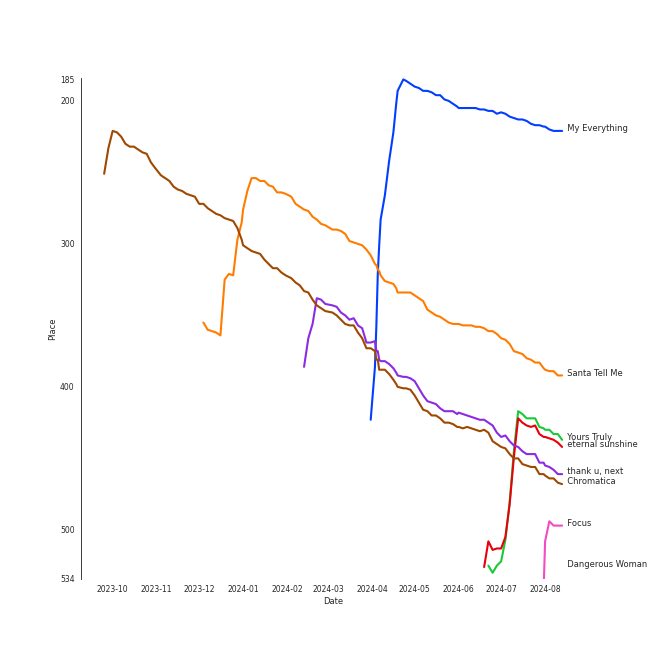 185
200
300
400
500
534
Place
2023-10
2023-11
2023-12
2024-01
2024-02
2024-03
2024-04
2024-05
2024-06
2024-07
2024-08
Date
My Everything
Santa Tell Me
Yours Truly
eternal sunshine
thank u, next
Chromatica
Focus
Dangerous Woman